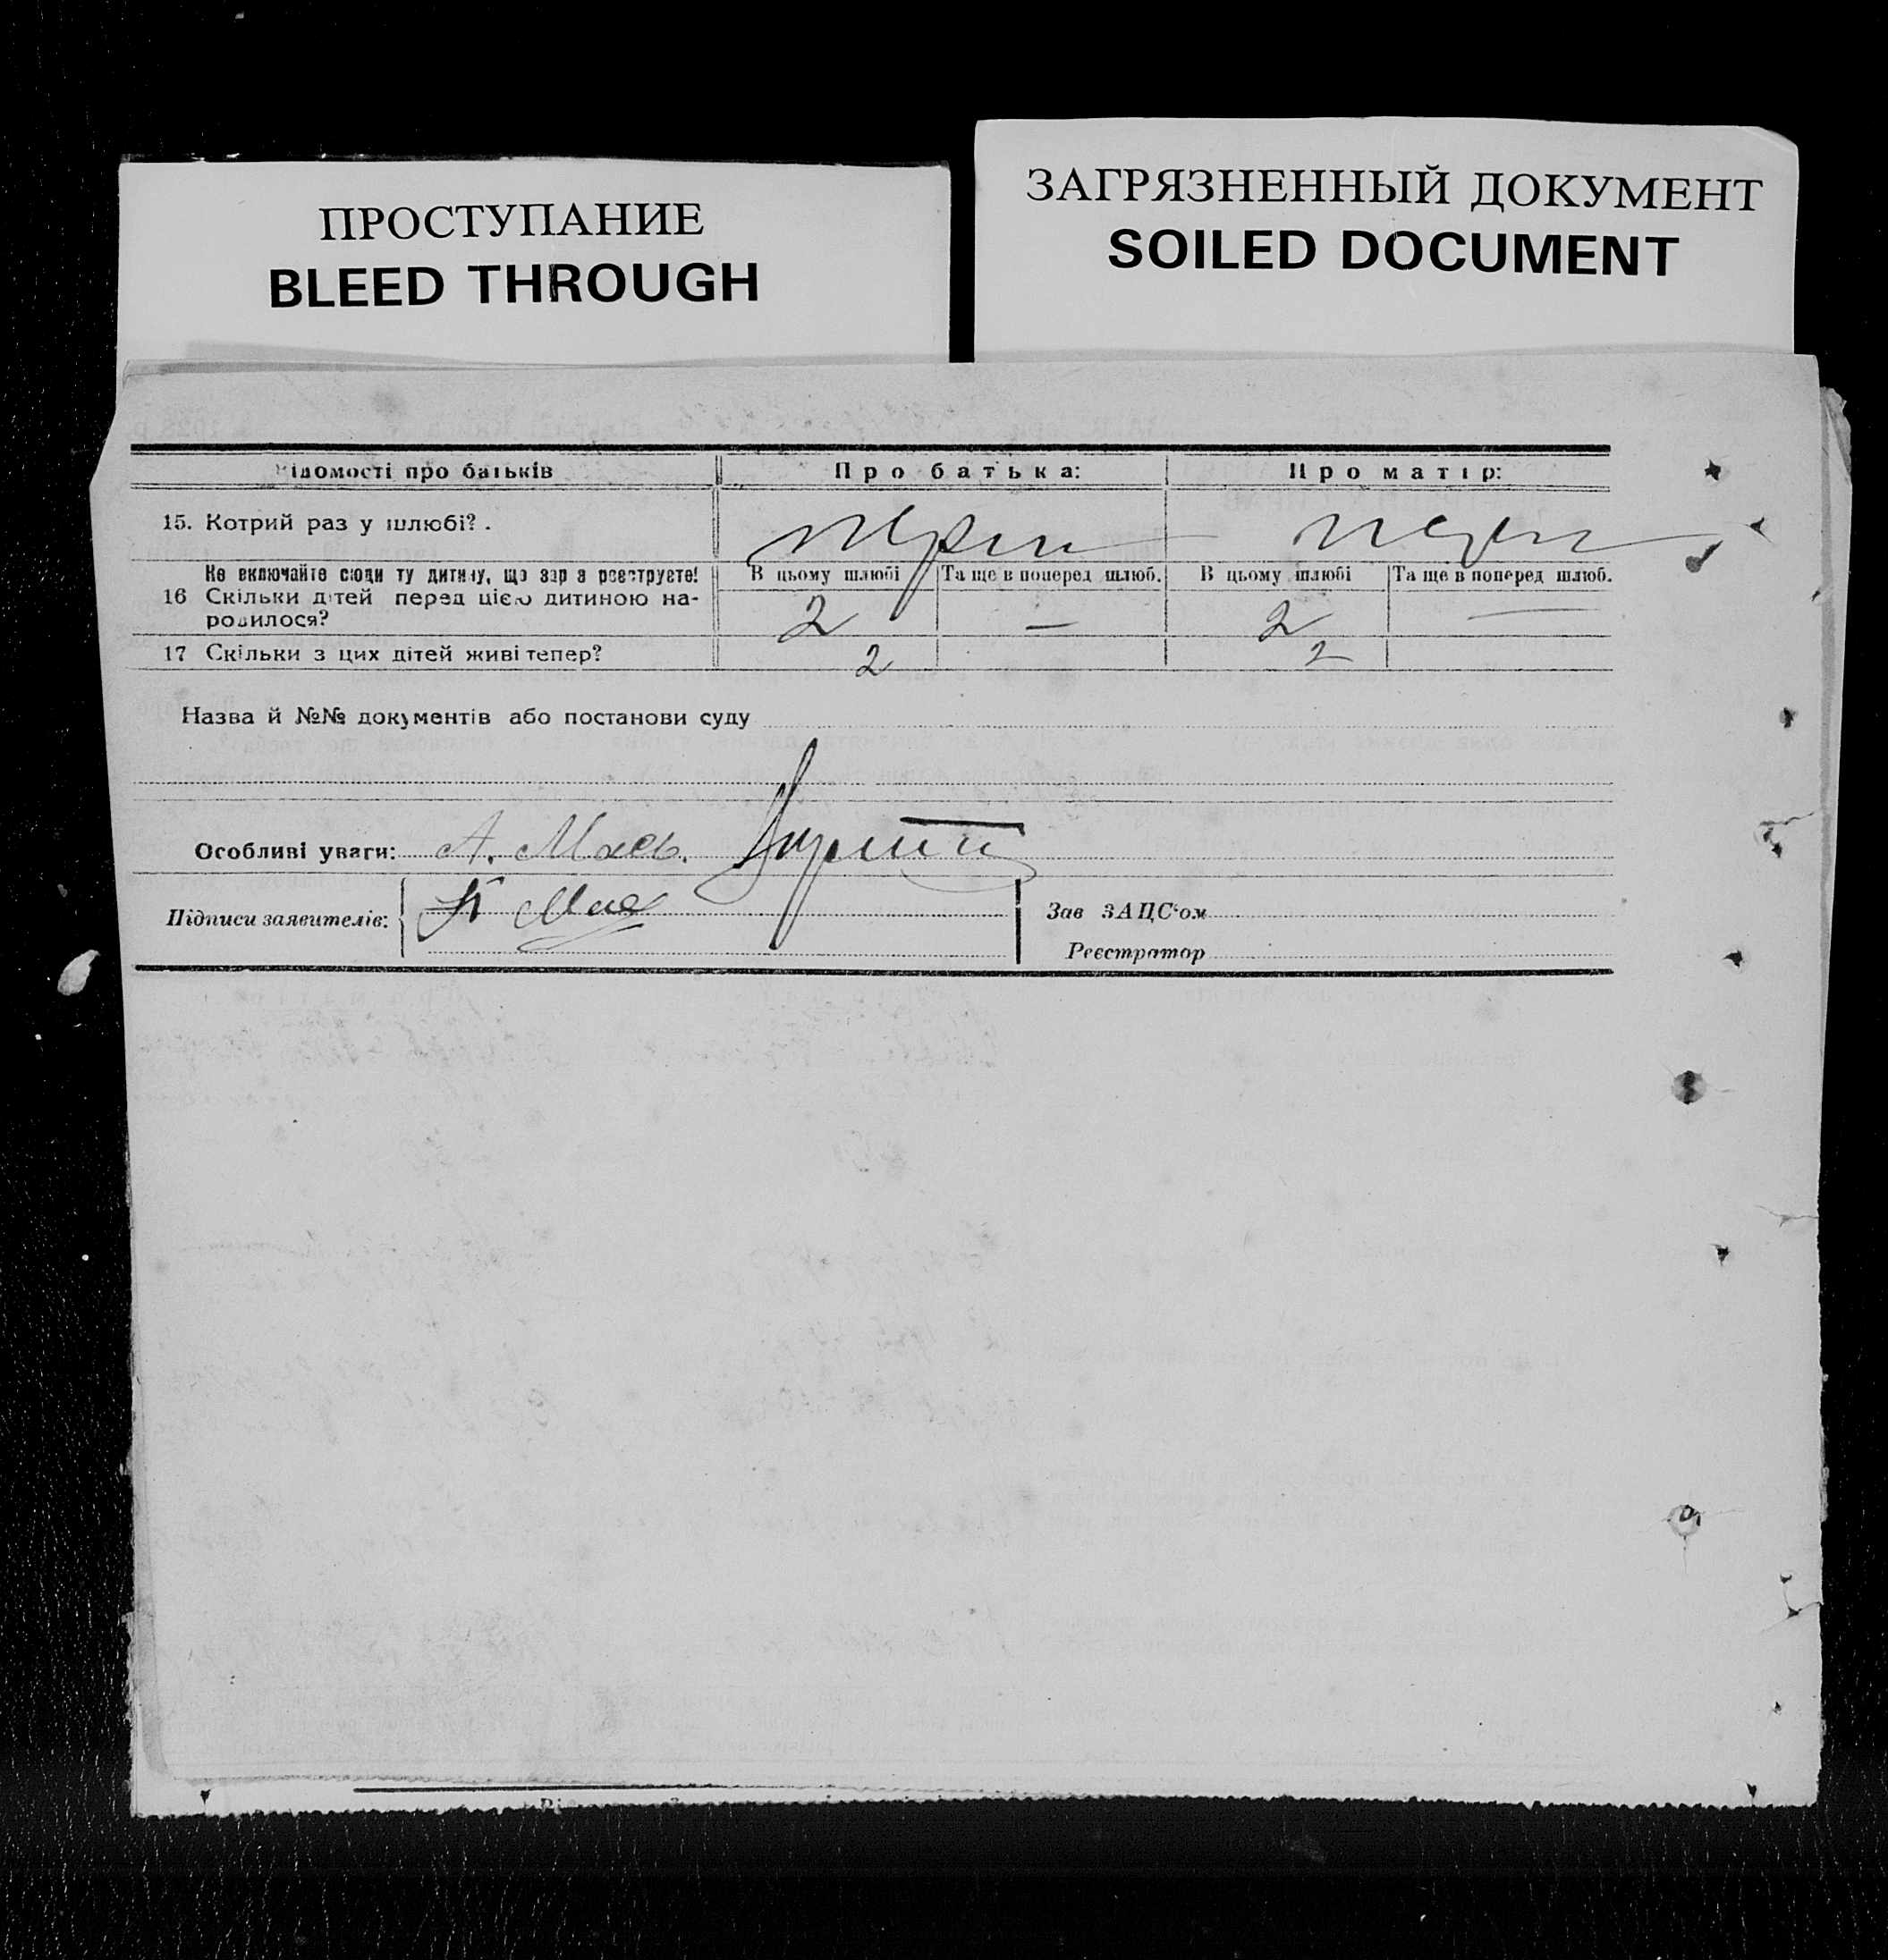 ПРОСТУПАНИЕ
BLEED THROUGH
ЗАГРЯЗНЕННЫЙ ДОКУМЕНТ
SOILED DOCUMENT
Відомості про батьків Про батька: Про матір:
15. Котрий раз у шлюбі?.
Не включайте сюди ту дитину, що зараз реєструєте! В цьому шлюбі Та ще в поперед шлюб. В цьому шлюбі Та ще в поперед шлюб.
16 Скільки дітей перед цією дитиною на-
родилося? 2 — 2 —
17 Скільки з цих дітей живі тепер? 2 2
Назва й №№ документів або постанови суду
Особливі уваги: А.
Підписи заявителів:
Зав ЗАЦС'ом
Реєстратор